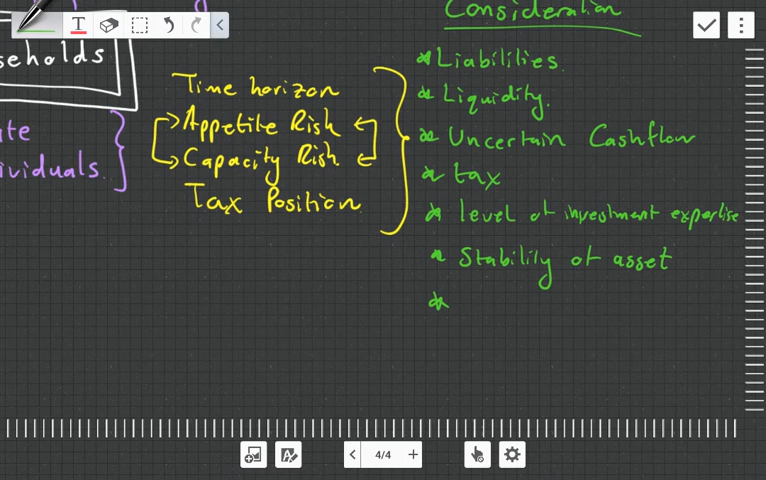 T
Consideration
seholds
ate
ividuals.
Time horizon
Appetite Risk
Capacity Risk
Tax Position
* Liabilities
* Liquidity.
* Uncertain Cashflow
* tax
* level of investment expertise
* Stability of asset
*
4/4